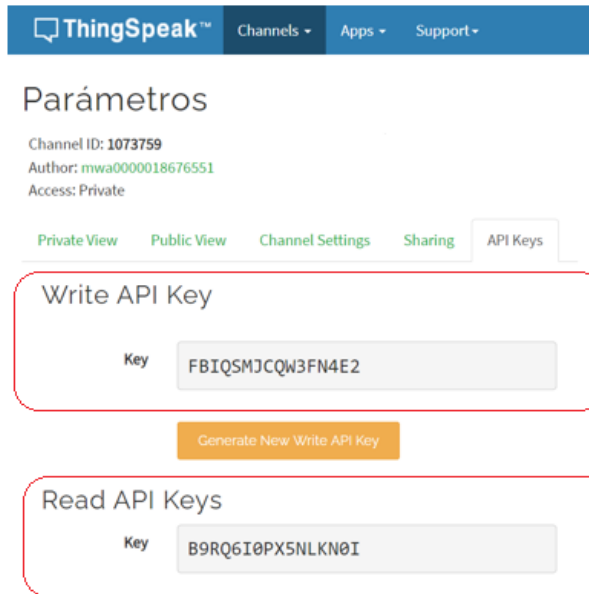 ThingSpeak™ Channels Apps Support
Parámetros
Channel ID: 1073759
Author: mwa0000018676551
Access: Private
Private View Public View Channel Settings Sharing API Keys
Write API Key
Key FBIQSMJCQW3FN4E2
Generate New Write API Key
Read API Keys
Key B9RQ6I0PX5NLKN0I